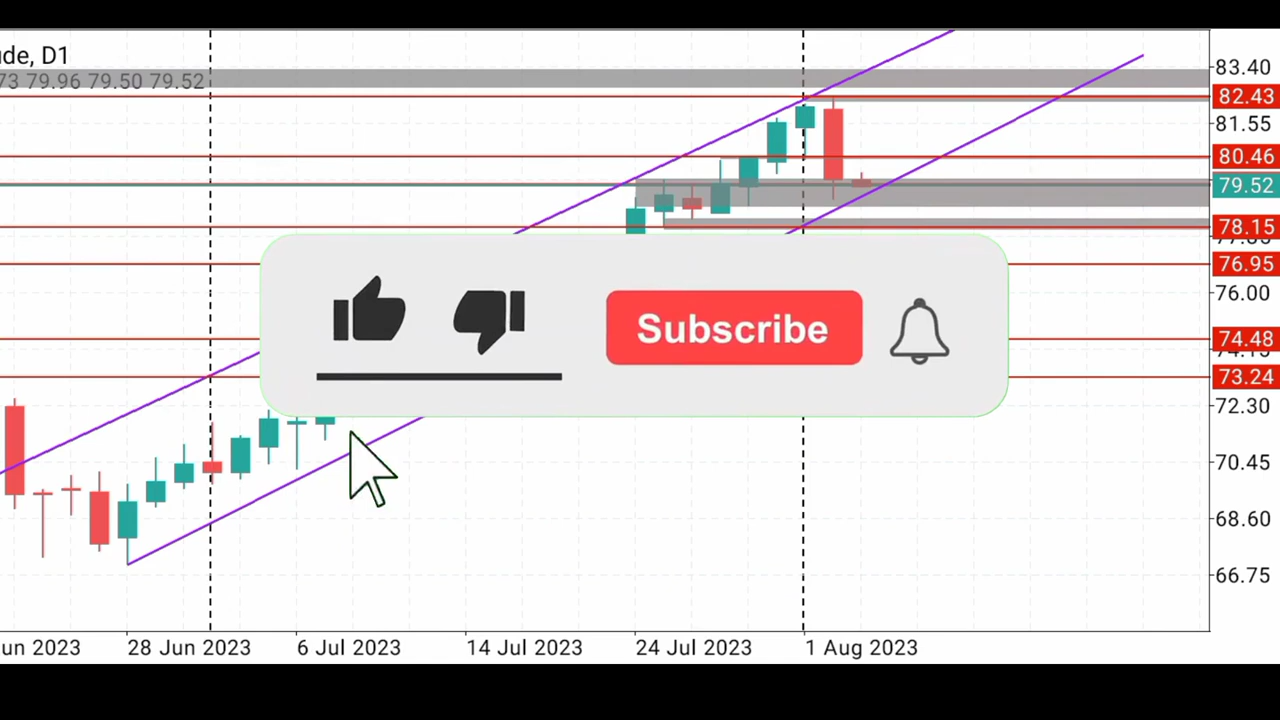 ude, D1
73 79.96 79.50 79.52
83.40
82.43
81.55
80.46
79.52
78.15
76.95
76.00
74.48
73.24
72.30
70.45
68.60
66.75
Subscribe
un 2023
28 Jun 2023
6 Jul 2023
14 Jul 2023
24 Jul 2023
1 Aug 2023